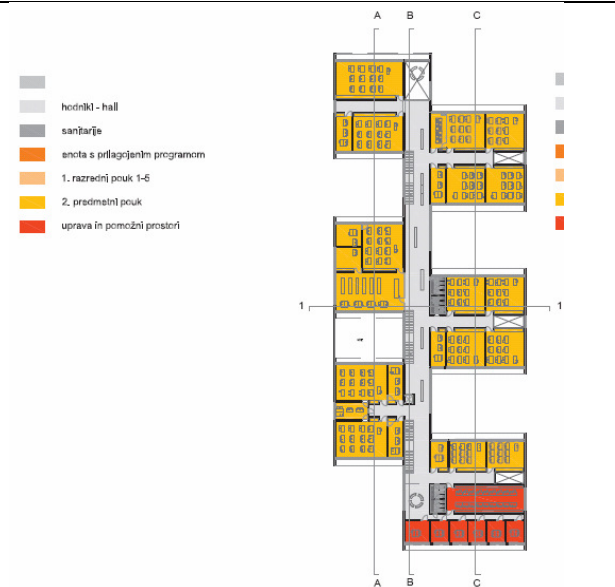 A B C
hodniki - hall
sanitarije
enota s prilagojenim programom
1. razredni pouk 1-5
2. predmetni pouk
uprava in pomožni prostori
1 1
A B C